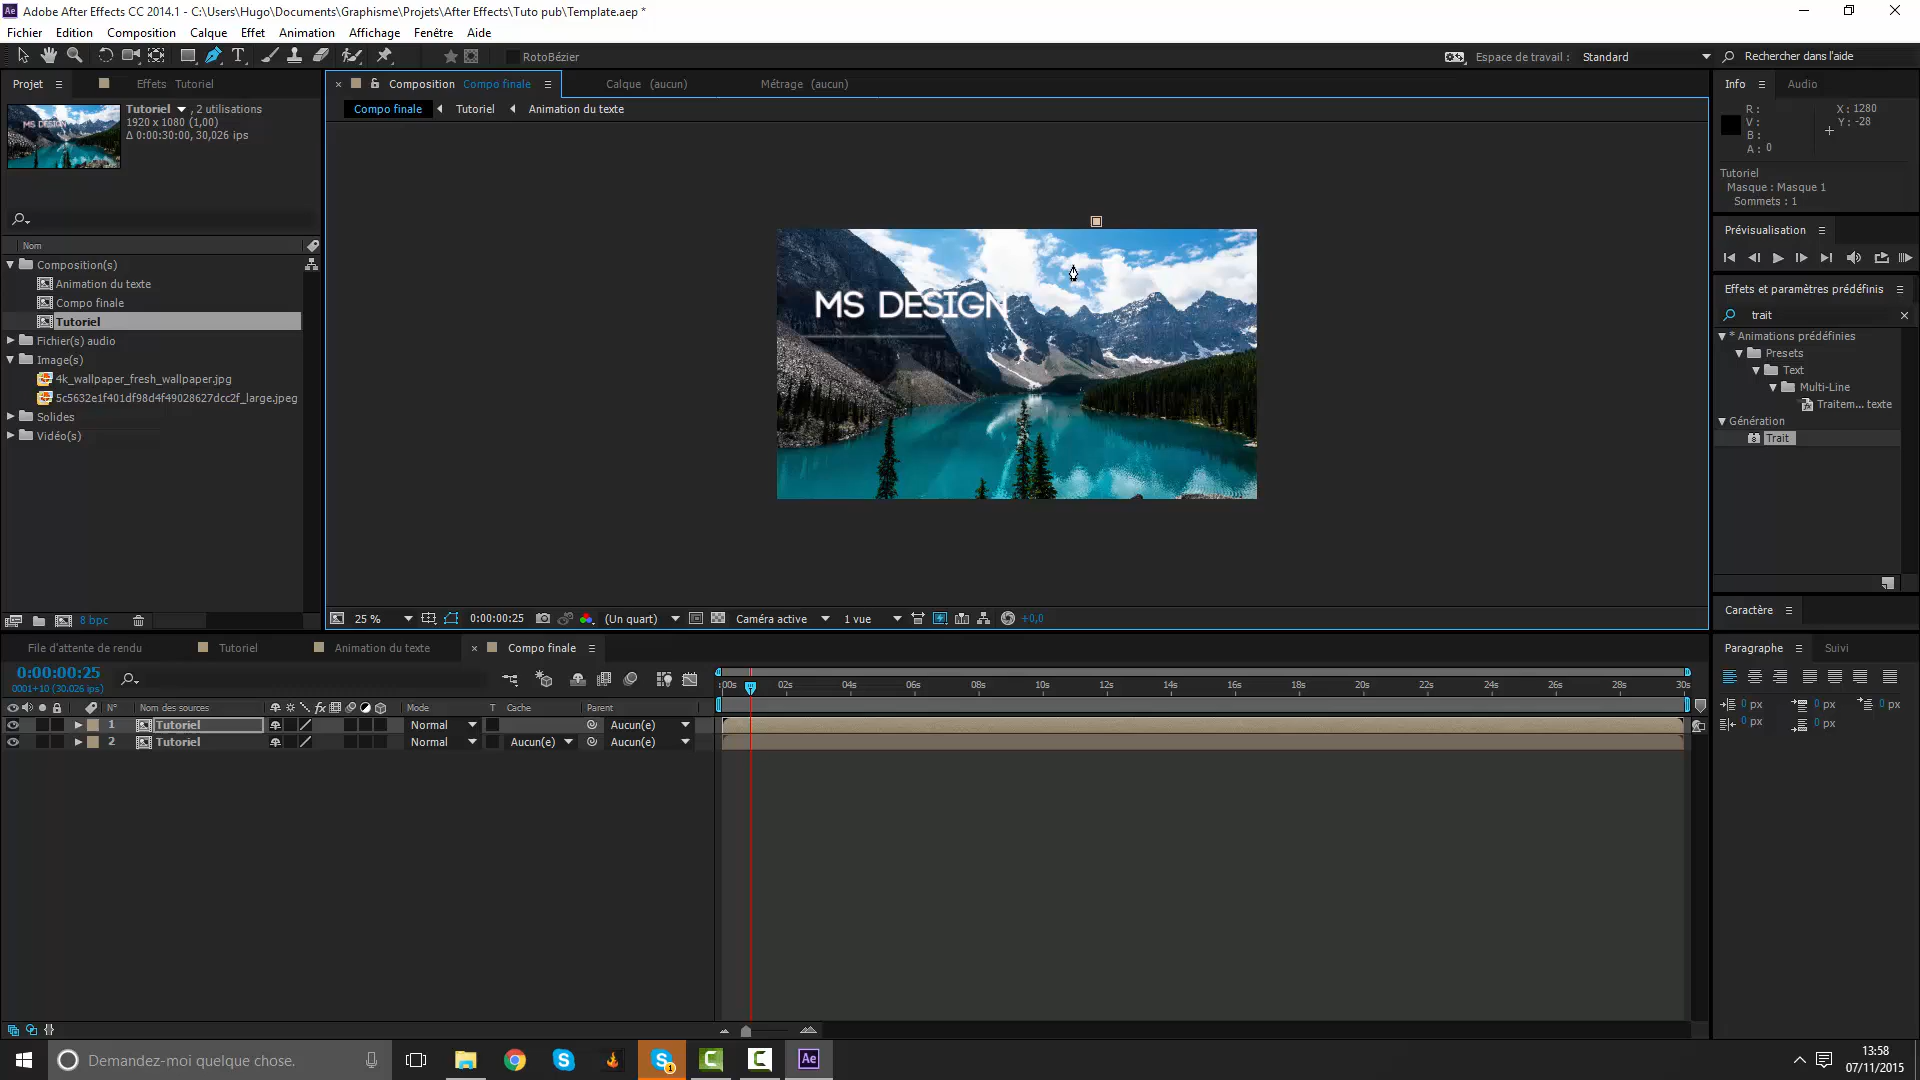 Adobe After Effects CC 2014.1 - C:\Users\Hugo\Documents\Graphisme\Projets\After Effects\Tuto pub\Template.aep *
Fichier Edition Composition Calque Effet Animation Affichage Fenêtre Aide
RotoBézier
Espace de travail : Standard
Rechercher dans l'aide
Projet
Effets Tutoriel
Tutoriel , 2 utilisations
1920 x 1080 (1,00)
Δ 0:00:30:00, 30,026 ips
Nom
Composition(s)
Animation du texte
Compo finale
Tutoriel
Fichier(s) audio
Image(s)
4k_wallpaper_fresh_wallpaper.jpg
5c5632e1f401df98d4f49028627dcc2f_large.jpeg
Solides
Vidéo(s)
8 bpc
Composition Compo finale
Calque (aucun)
Métrage (aucun)
Compo finale Tutoriel Animation du texte
MS DESIGN
25 % 0:00:00:25 (Un quart) Caméra active 1 vue +0,0
Info Audio
R :
V :
B :
A : 0
X : 1280
Y : -28
Tutoriel
Masque : Masque 1
Sommets : 1
Prévisualisation
Effets et paramètres prédéfinis
trait
* Animations prédéfinies
Presets
Text
Multi-Line
Traitem... texte
Génération
Trait
Caractère
Paragraphe Suivi
0 px 0 px 0 px
0 px 0 px
File d'attente de rendu Tutoriel Animation du texte Compo finale
0:00:00:25
0001+10 (30.026 ips)
N° Nom des sources Mode T Cache Parent
:00s 02s 04s 06s 08s 10s 12s 14s 16s 18s 20s 22s 24s 26s 28s 30s
1 Tutoriel Normal Aucun(e)
2 Tutoriel Normal Aucun(e) Aucun(e)
Demandez-moi quelque chose.
13:58
07/11/2015